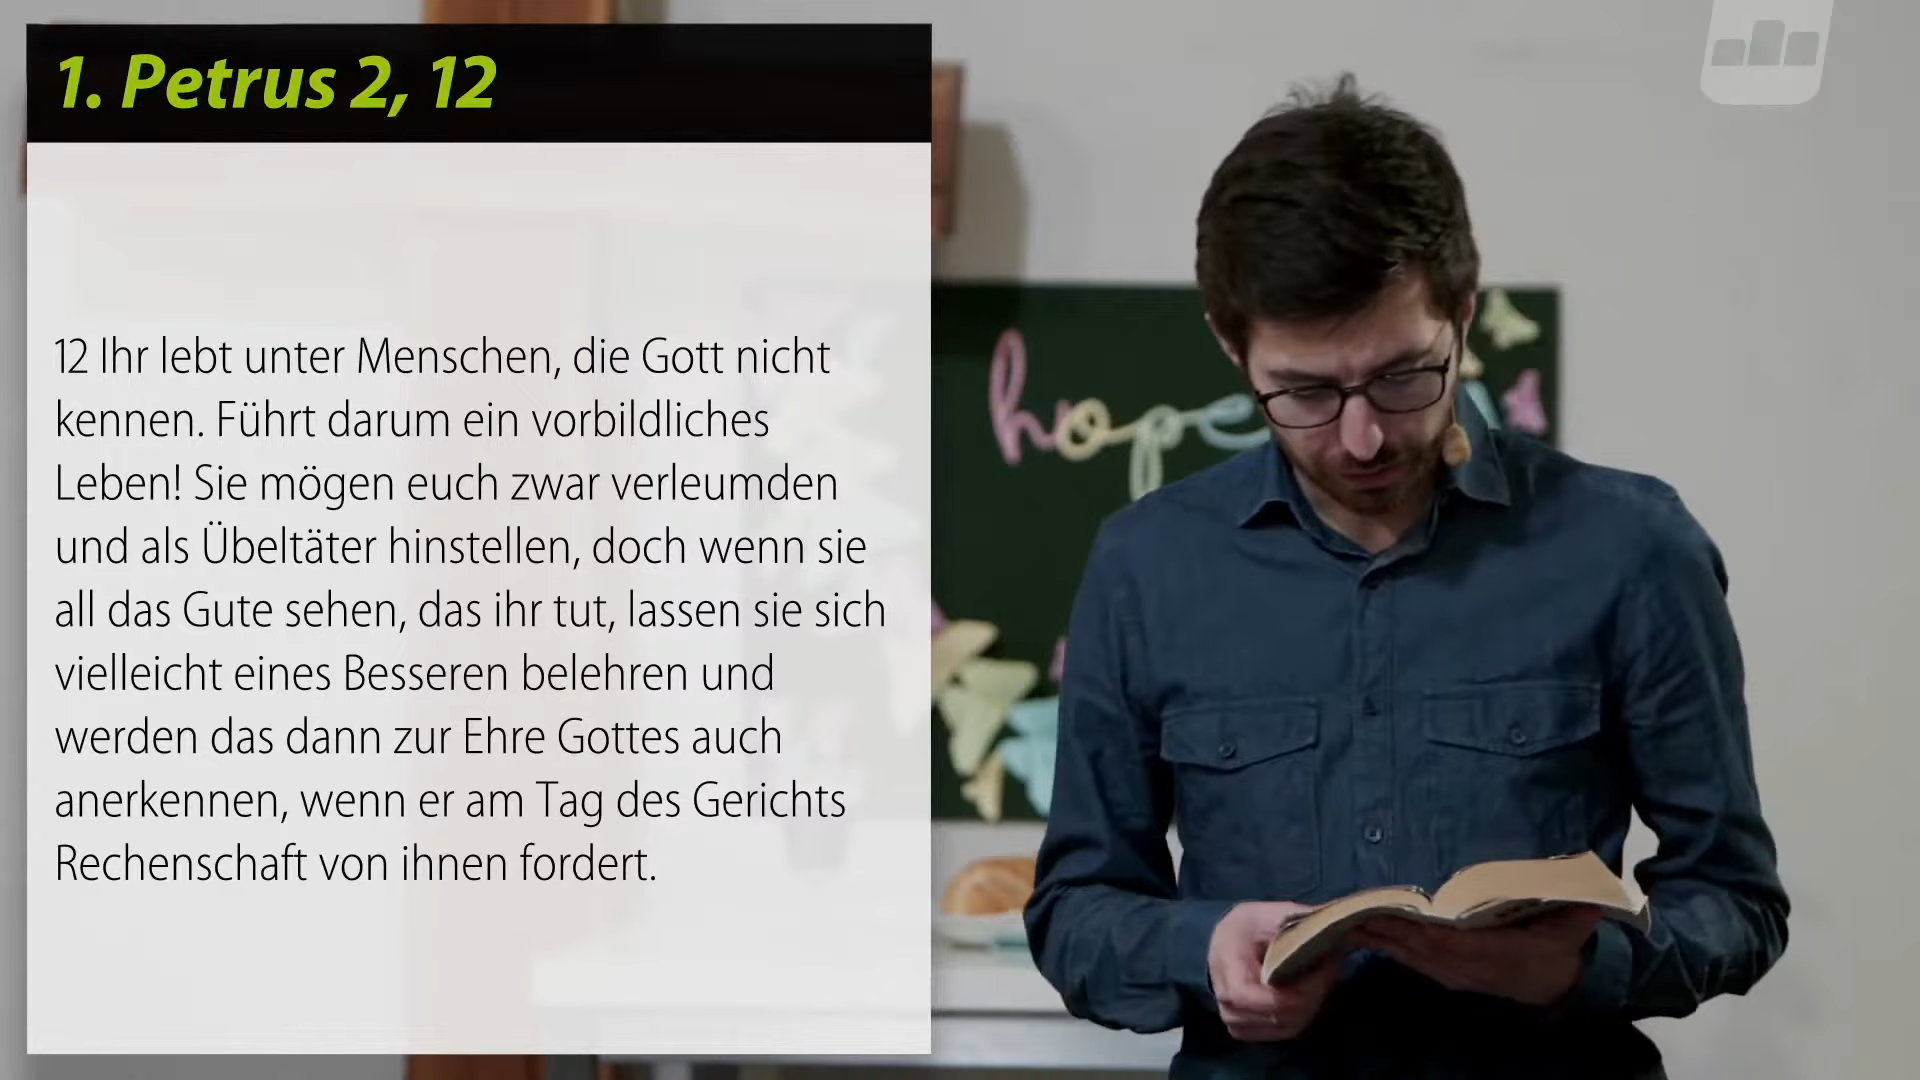 1. Petrus 2, 12
12 Ihr lebt unter Menschen, die Gott nicht
kennen. Führt darum ein vorbildliches
Leben! Sie mögen euch zwar verleumden
und als Übeltäter hinstellen, doch wenn sie
all das Gute sehen, das ihr tut, lassen sie sich
vielleicht eines Besseren belehren und
werden das dann zur Ehre Gottes auch
anerkennen, wenn er am Tag des Gerichts
Rechenschaft von ihnen fordert.
hope